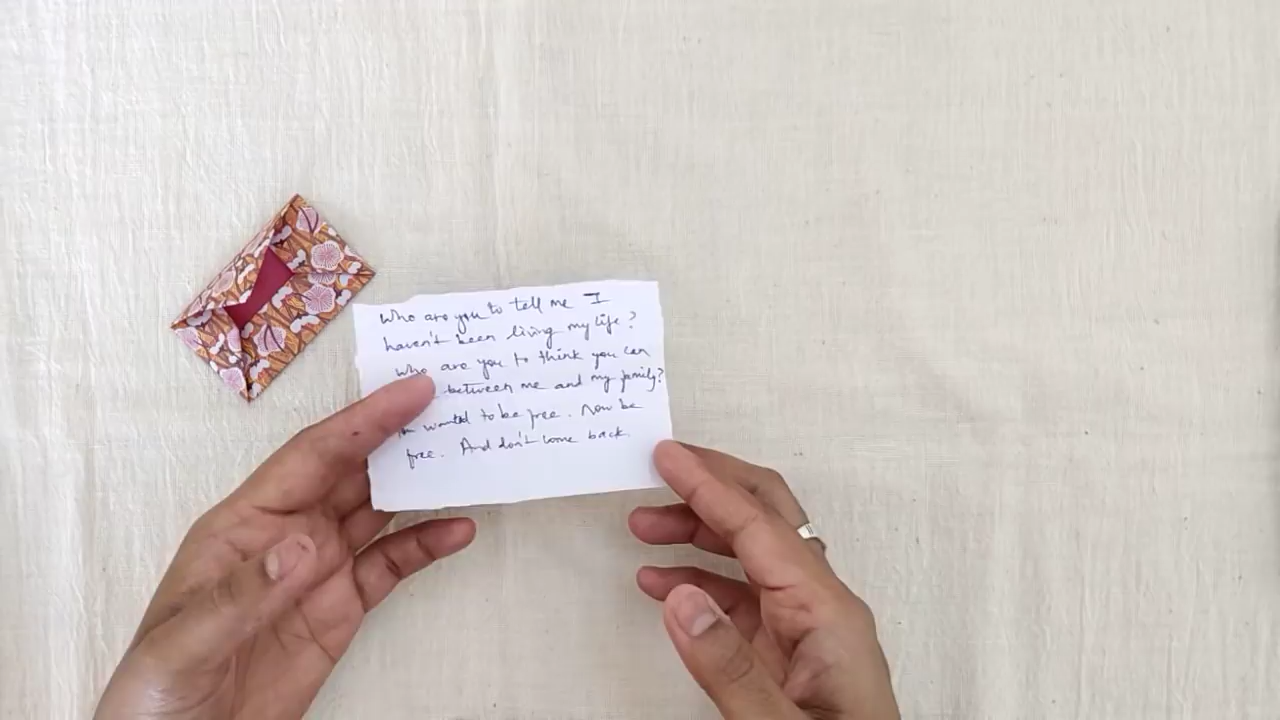 Who are you to tell me I
haven't been living my life?
Who are you to think you can
between me and my family?
wanted to be free. Now be
free. And don't come back.